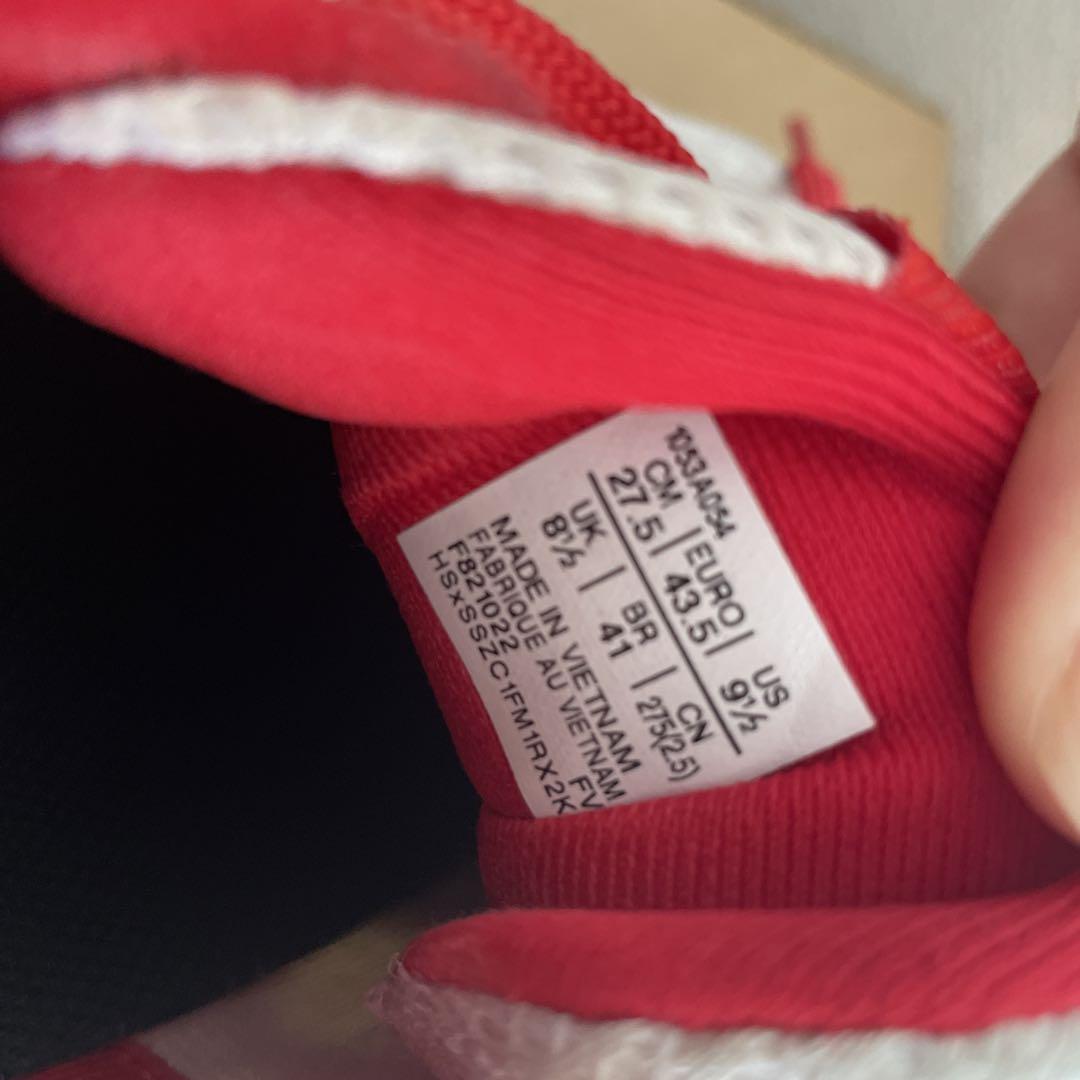 1053A054
CM | EURO | US
27.5 | 43.5 | 9½
UK | BR | CN
8½ 41 275(2.5)
MADE IN VIETNAM
FABRIQUE AU VIETNAM
F821022 FV
HSxSSZC1FM1RX2K